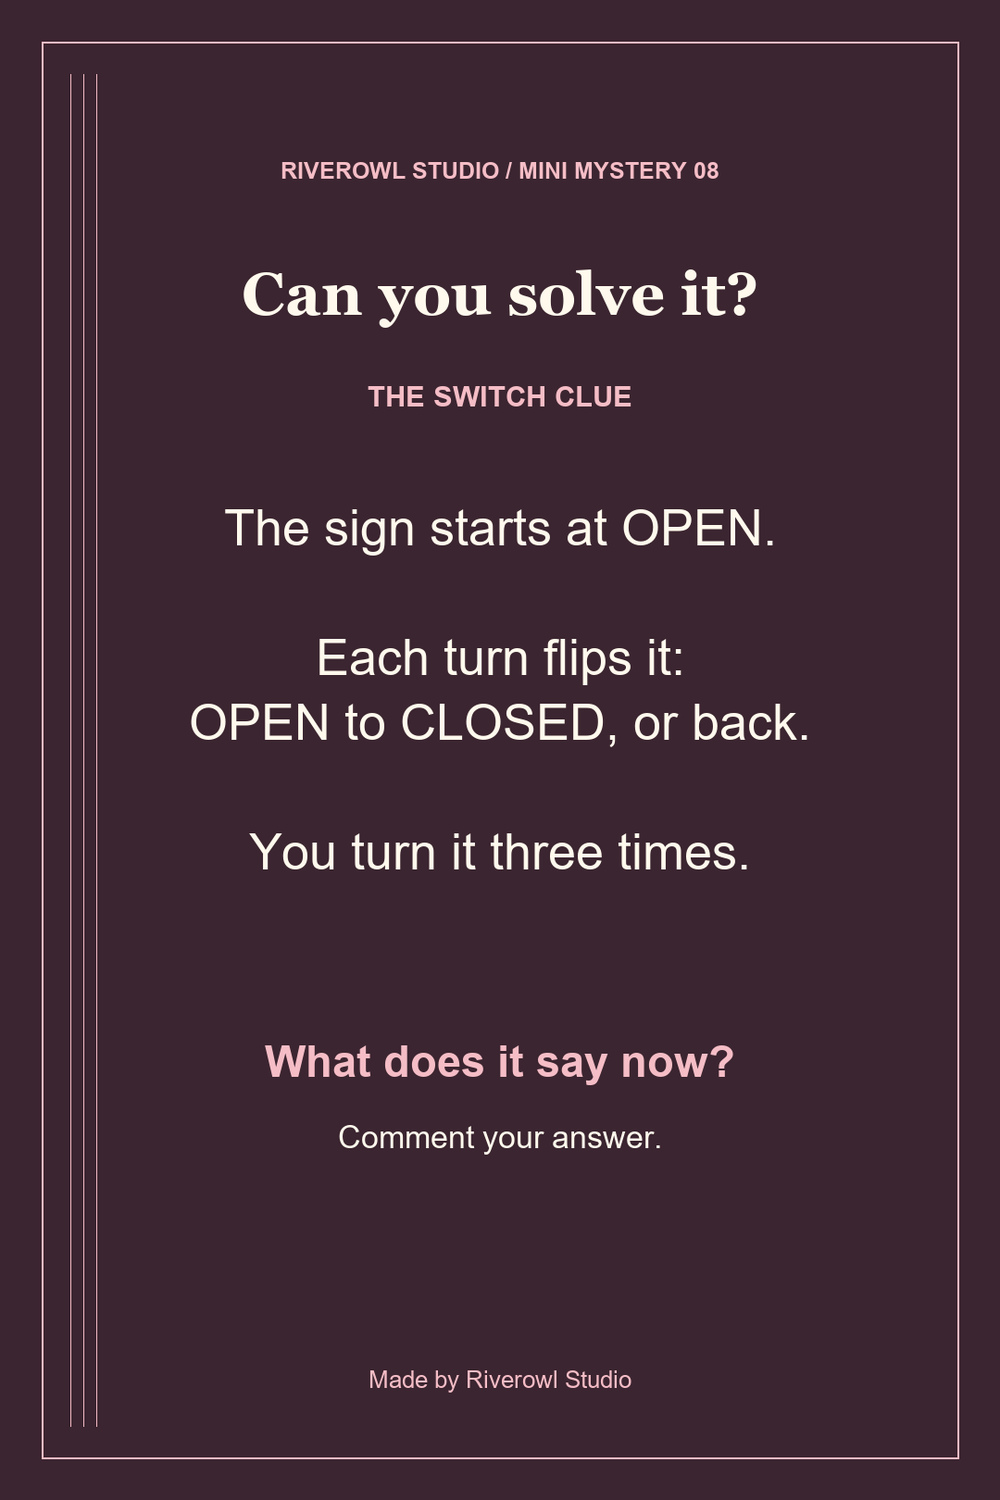 RIVEROWL STUDIO / MINI MYSTERY 08
Can you solve it?
THE SWITCH CLUE
The sign starts at OPEN.
Each turn flips it:
OPEN to CLOSED, or back.
You turn it three times.
What does it say now?
Comment your answer.
Made by Riverowl Studio